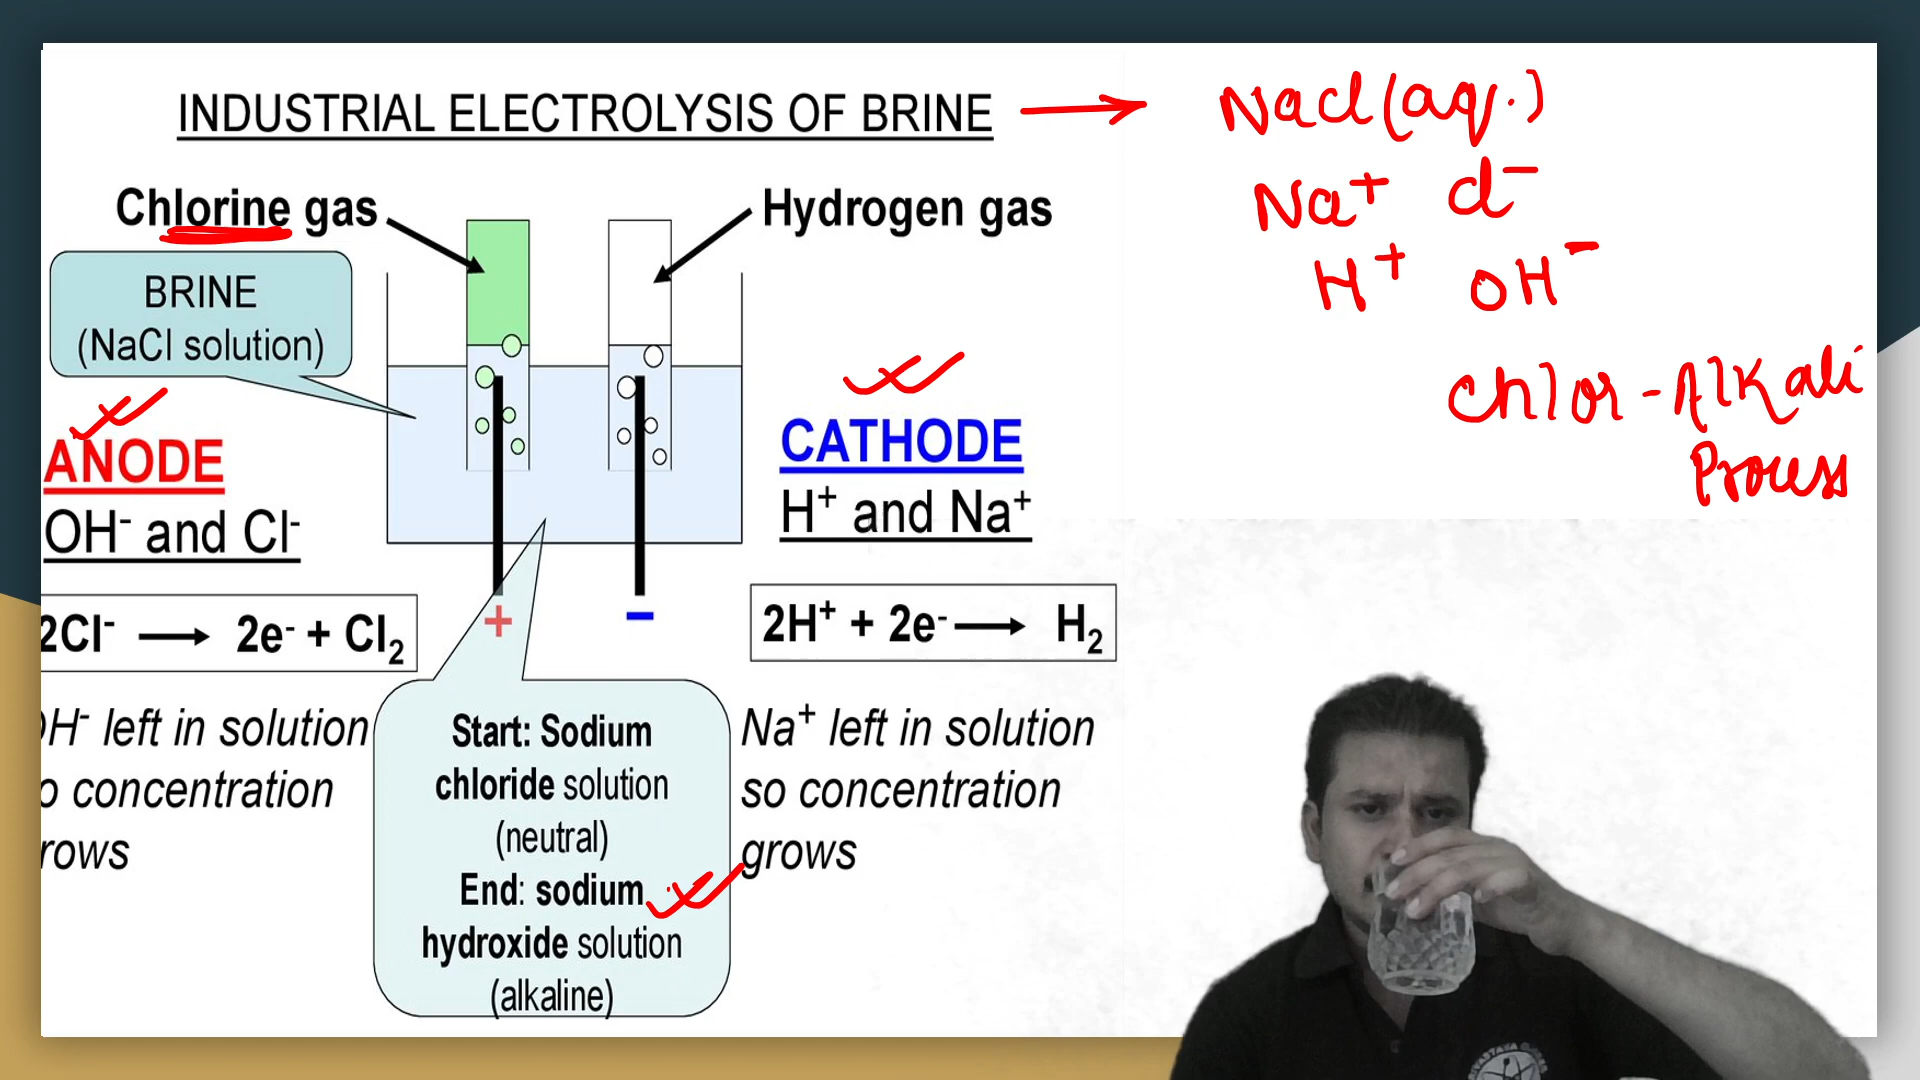 INDUSTRIAL ELECTROLYSIS OF BRINE
NaCl (aq.)
Na+ Cl-
H+ OH-
Chlor-Alkali
Process
Chlorine gas
Hydrogen gas
BRINE
(NaCl solution)
ANODE
OH- and Cl-
2Cl- ⟶ 2e- + Cl2
H- left in solution
concentration
rows
CATHODE
H+ and Na+
2H+ + 2e- ⟶ H2
Na+ left in solution
so concentration
grows
+
−
Start: Sodium
chloride solution
(neutral)
End: sodium
hydroxide solution
(alkaline)